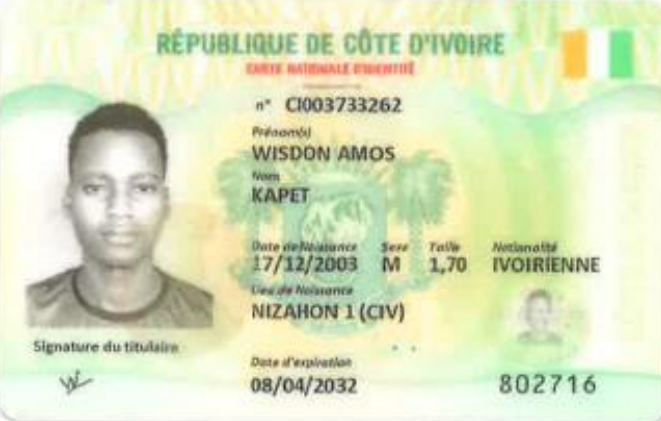 RÉPUBLIQUE DE CÔTE D'IVOIRE
CARTE NATIONALE D'IDENTITÉ
n° CI003733262
Prénom(s)
WISDON AMOS
Nom
KAPET
Date de Naissance Sexe Taille Nationalité
17/12/2003 M 1,70 IVOIRIENNE
Lieu de Naissance
NIZAHON 1 (CIV)
Signature du titulaire
Date d'expiration
08/04/2032
802716